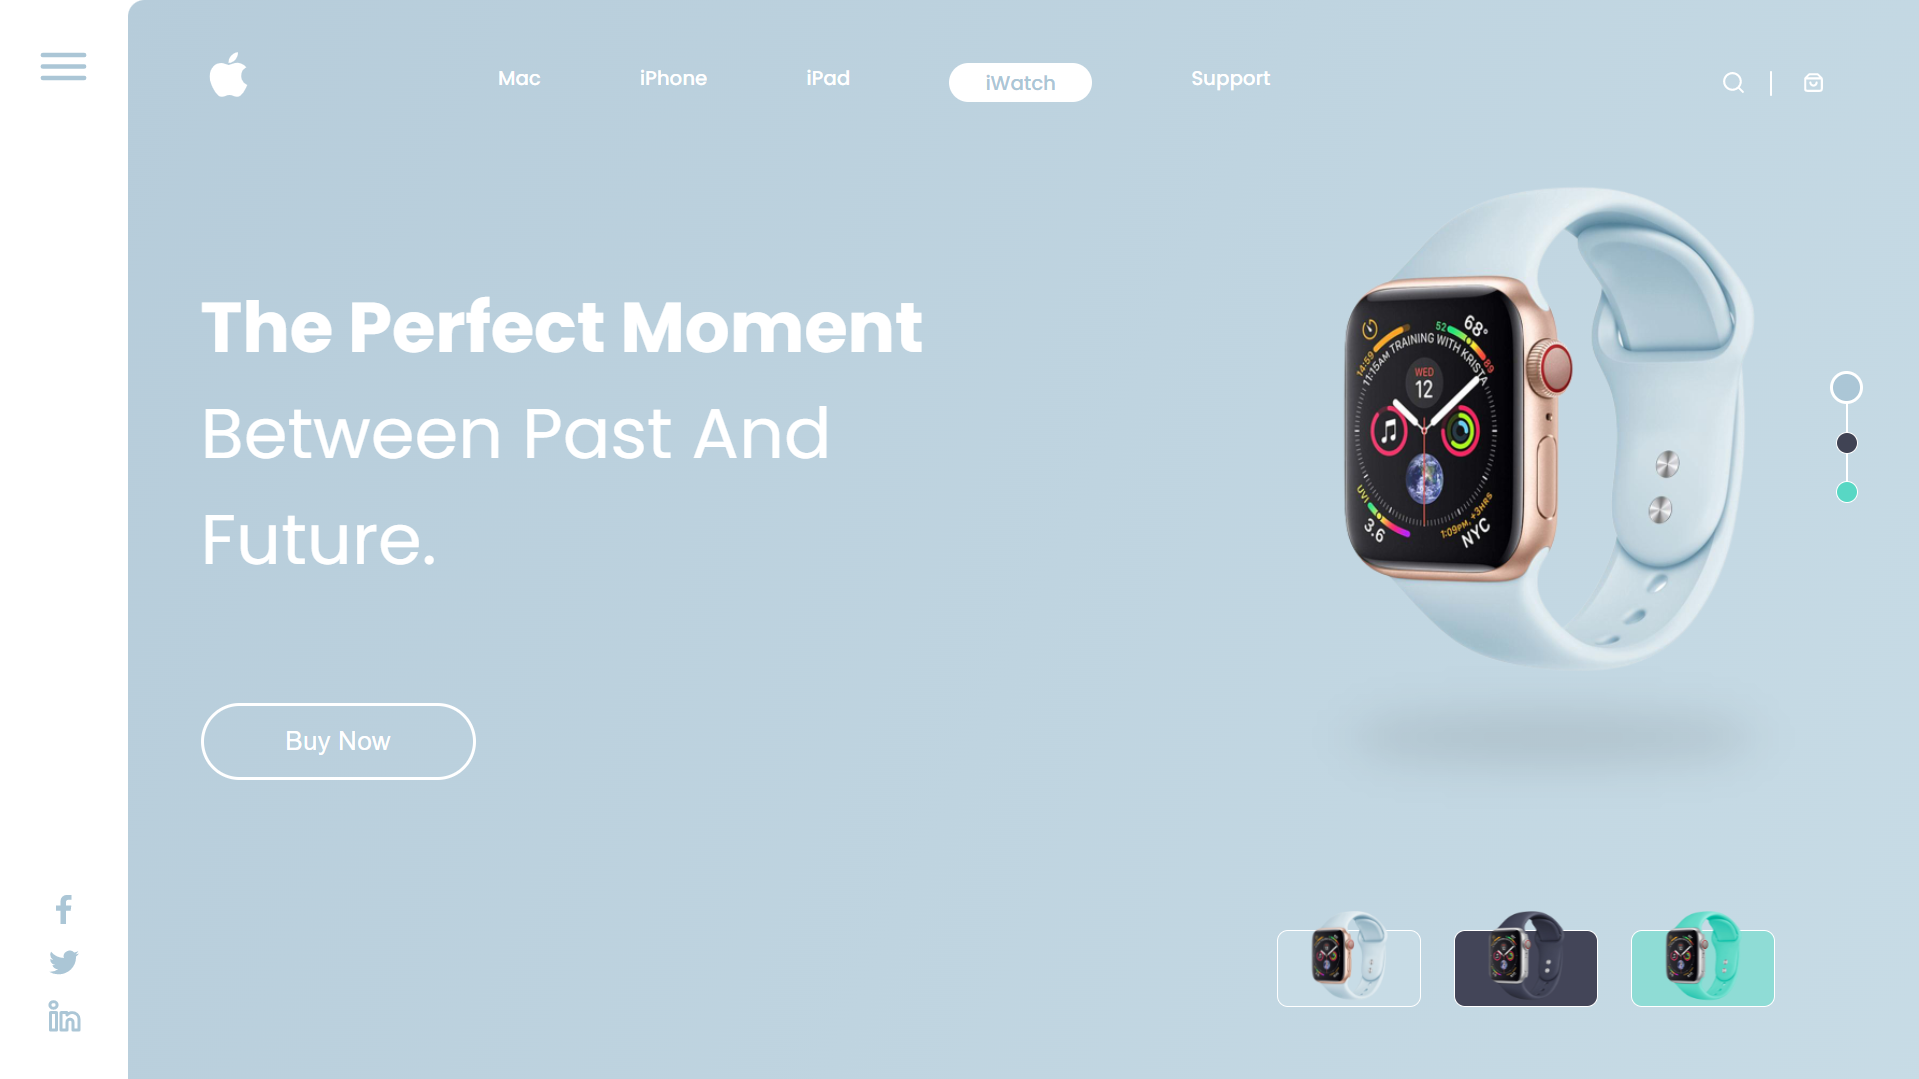 Mac
iPhone
iPad
iWatch
Support
The Perfect Moment
Between Past And
Future.
Buy Now
14:59
11:15AM TRAINING WITH KRISTA
52
68°
89
WED
12
UVI
3.6
1:09PM, +3HRS
NYC